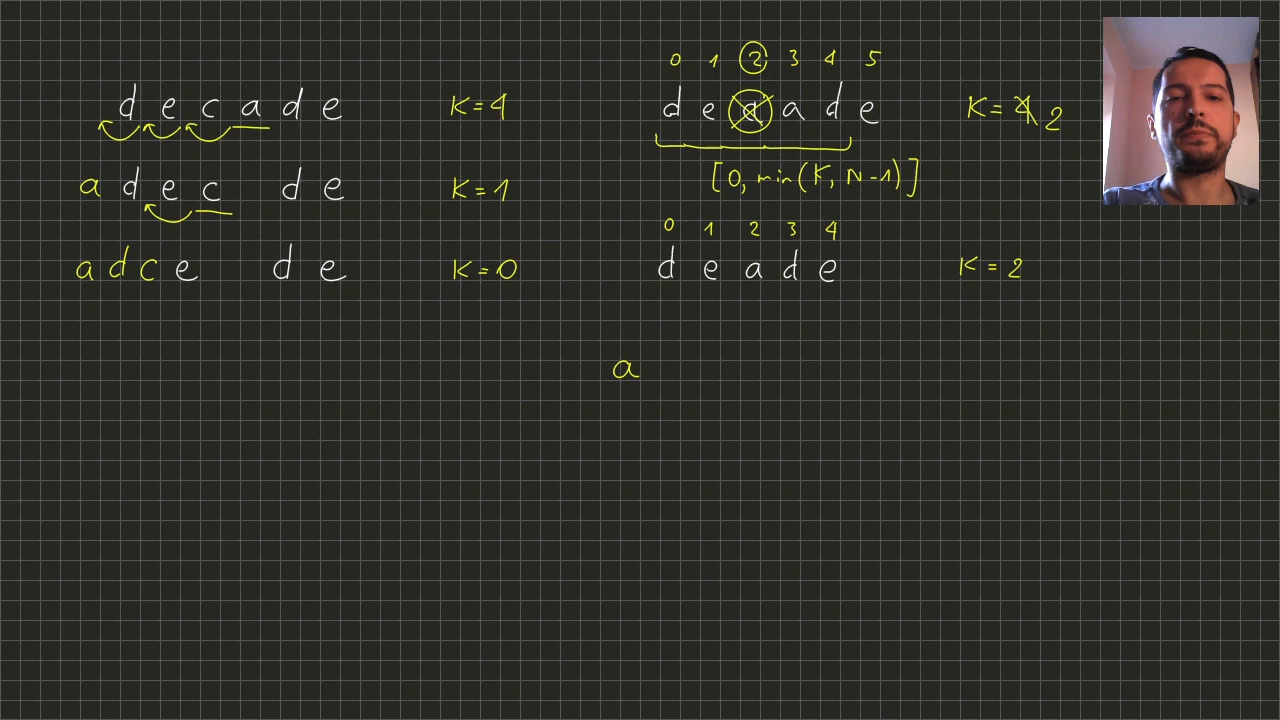 d e c a d e K=4
a d e c d e K=1
a d c e d e K=0
0 1 2 3 4 5
d e a a d e K=4 2
[0, min(K, N-1)]
0 1 2 3 4
d e a d e K=2
a